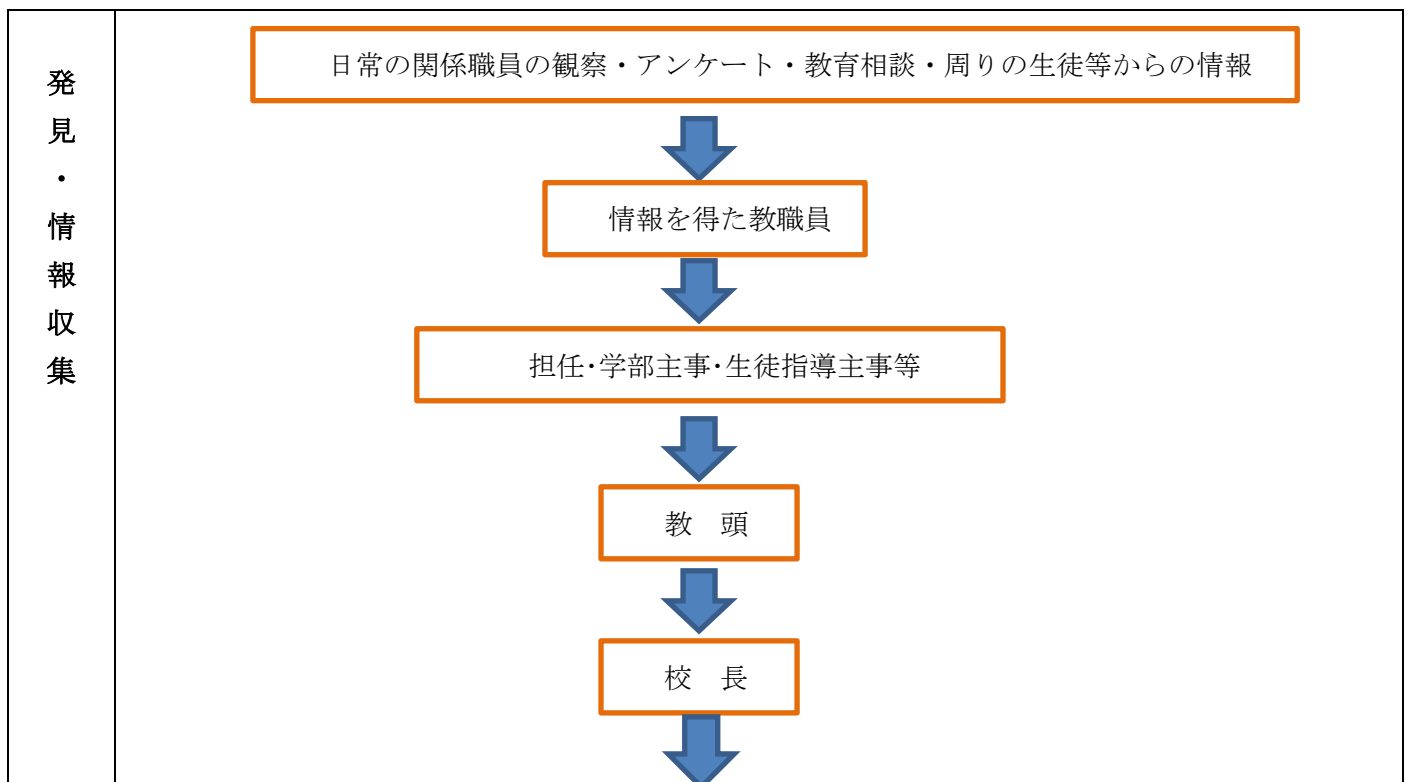 発見・情報収集
日常の関係職員の観察・アンケート・教育相談・周りの生徒等からの情報
情報を得た教職員
担任・学部主事・生徒指導主事等
教　頭
校　長